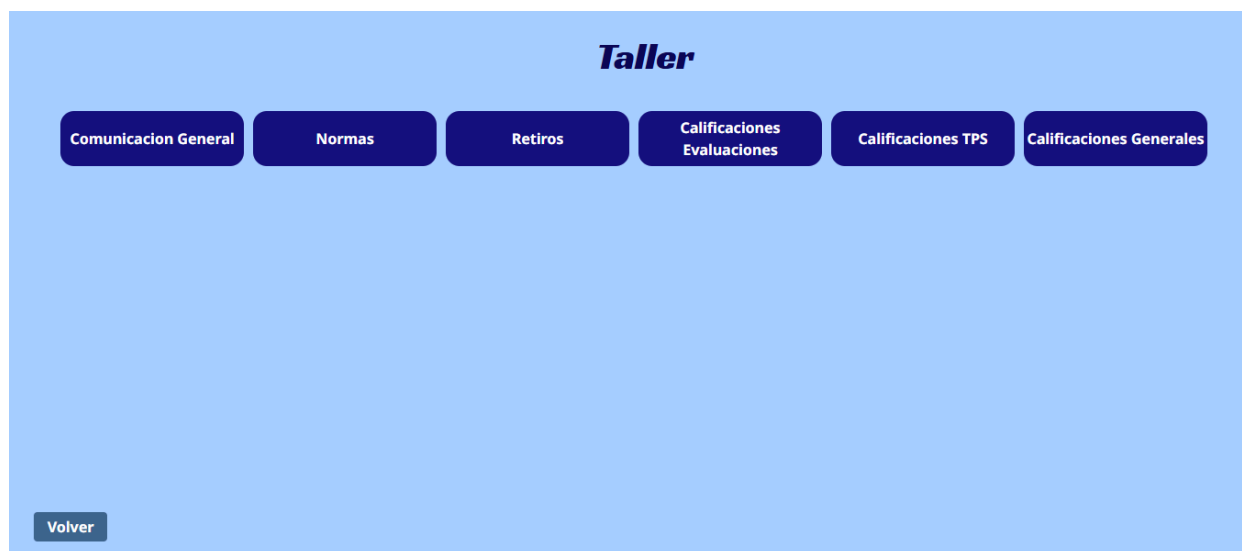 Taller
Comunicacion General
Normas
Retiros
Calificaciones
Evaluaciones
Calificaciones TPS
Calificaciones Generales
Volver